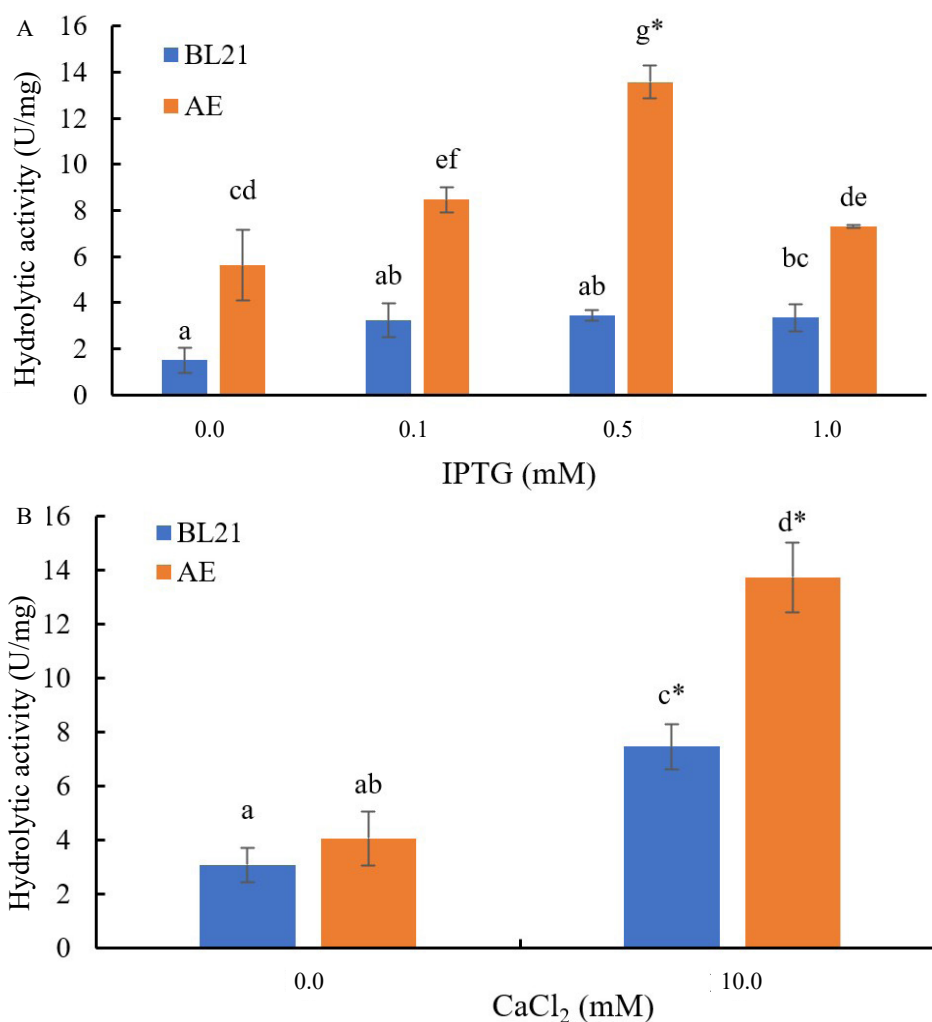 A
16
14
12
10
8
6
4
2
0
Hydrolytic activity (U/mg)
BL21
AE
a
cd
ab
ef
ab
g*
bc
de
0.0
0.1
0.5
1.0
IPTG (mM)
B
16
14
12
10
8
6
4
2
0
Hydrolytic activity (U/mg)
BL21
AE
a
ab
c*
d*
0.0
10.0
CaCl₂ (mM)